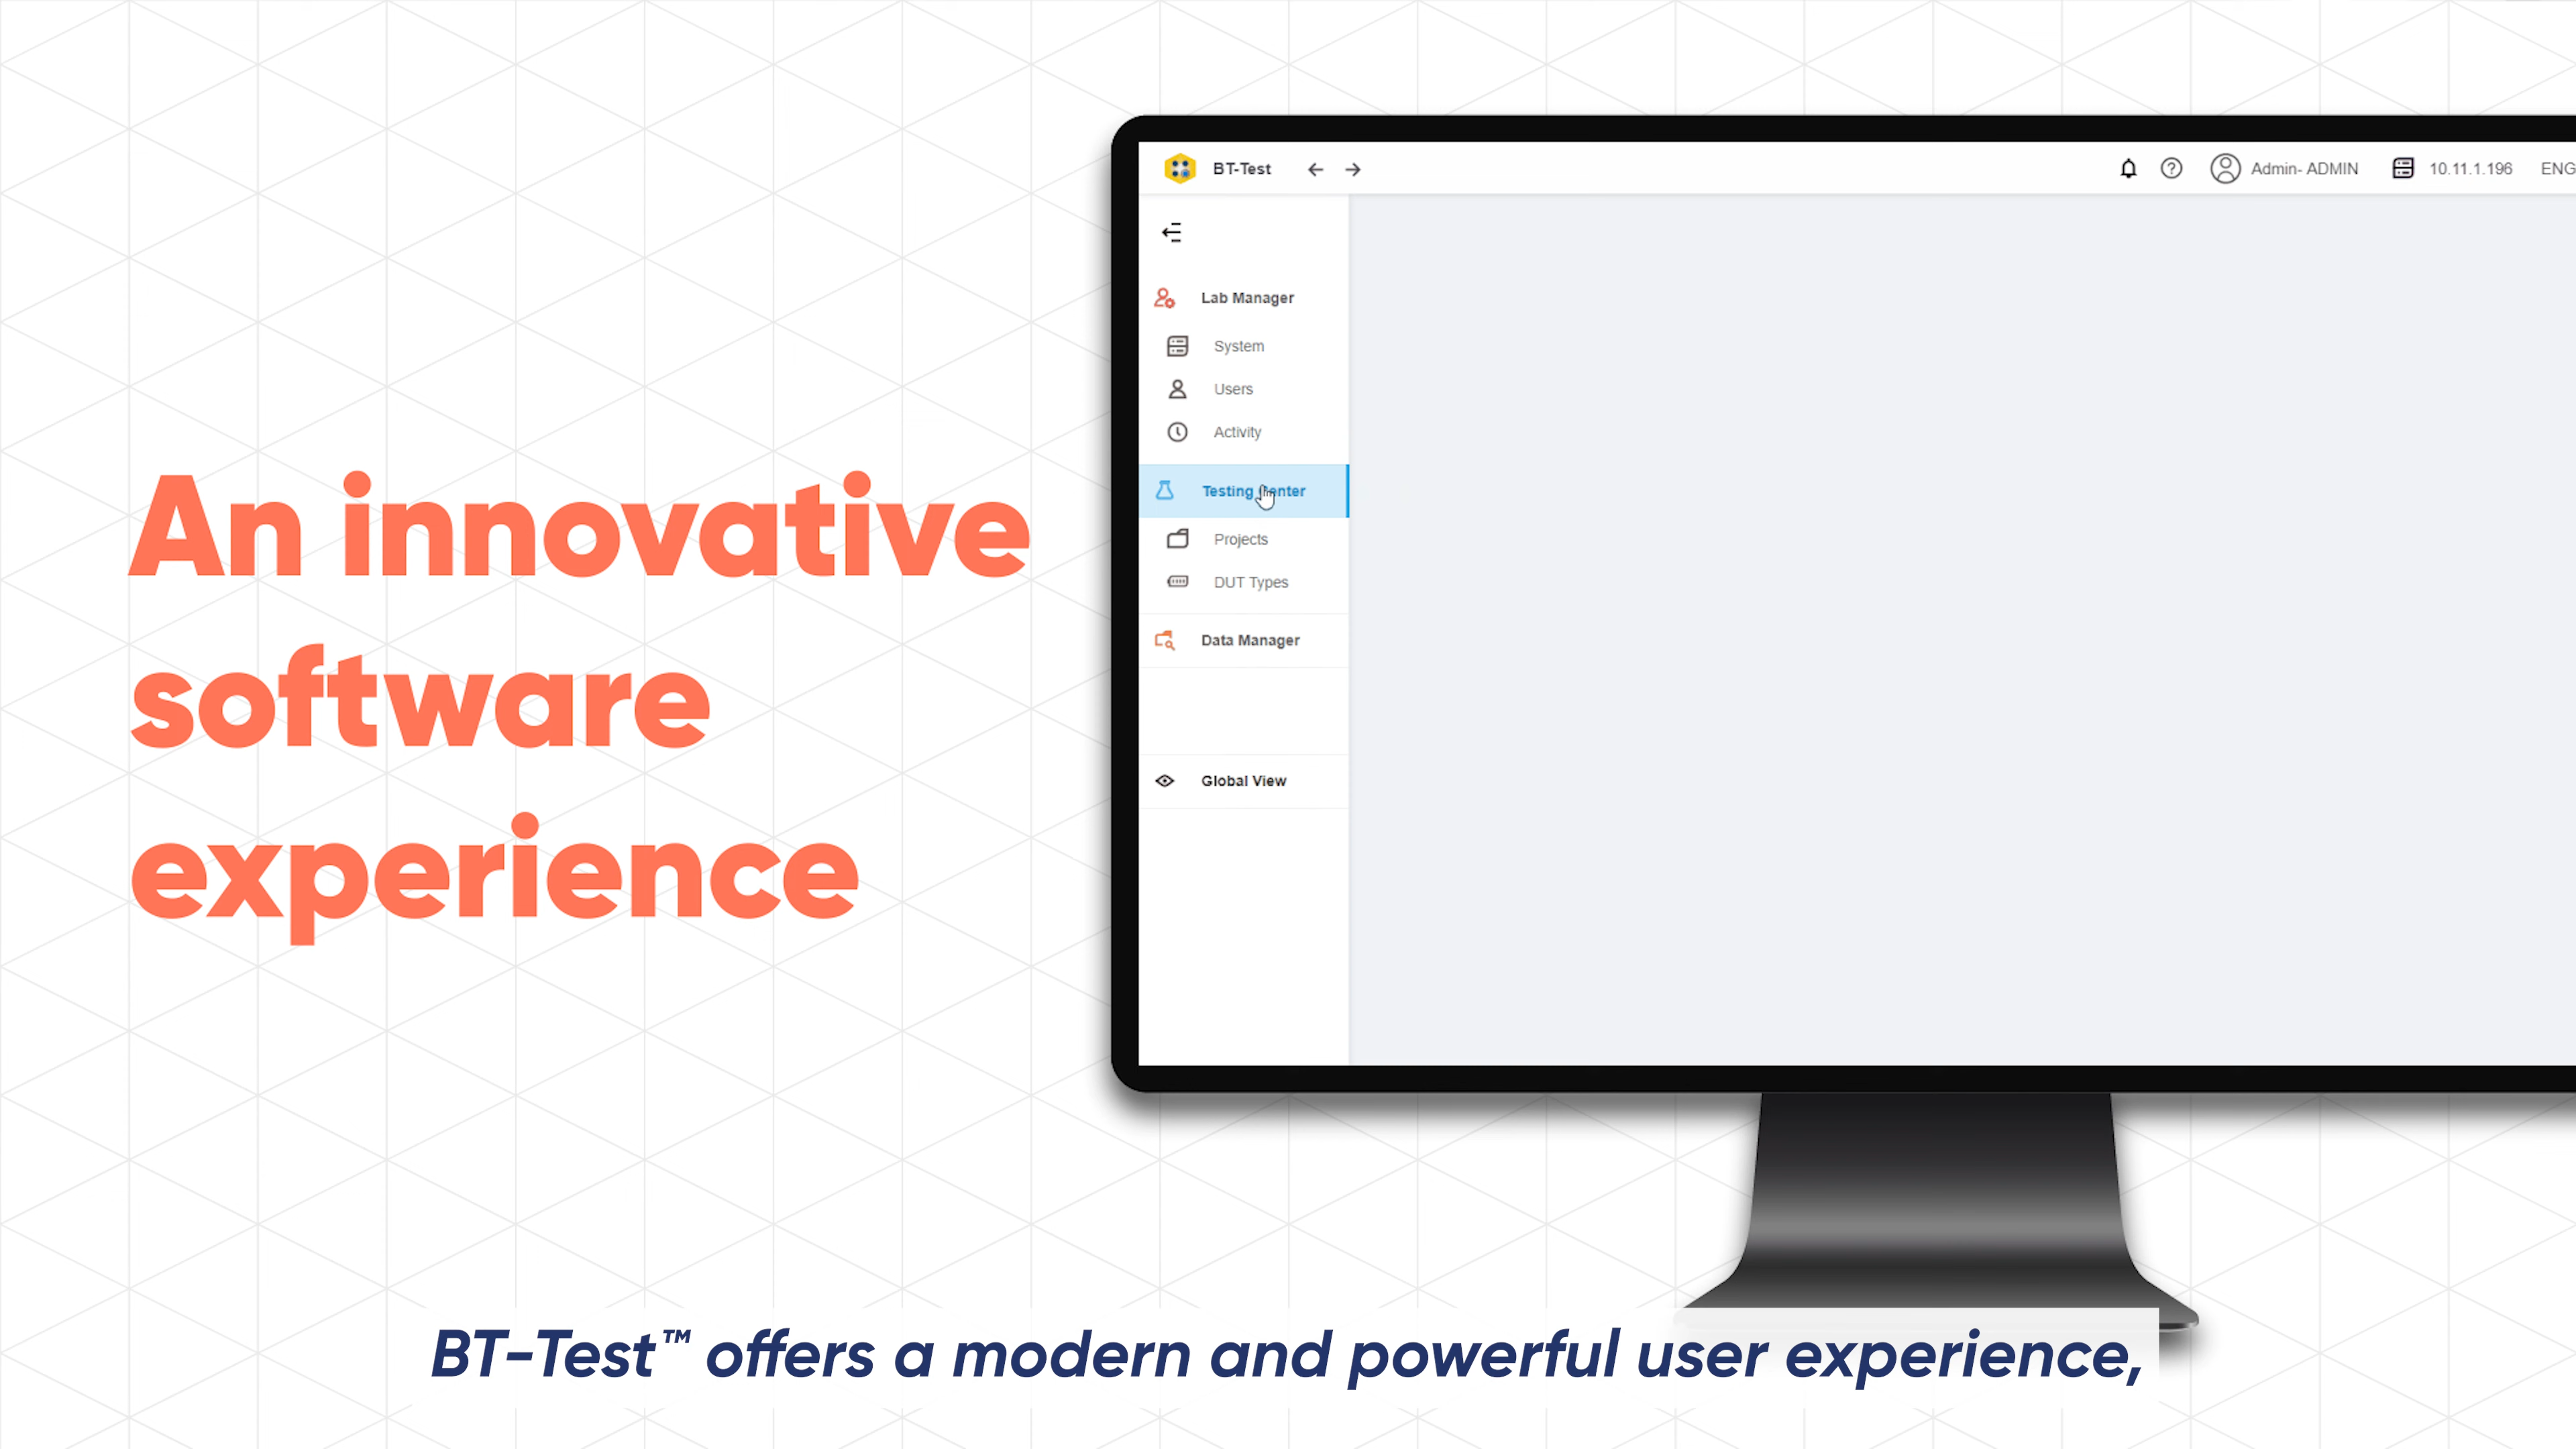 An innovative
software
experience
BT-Test
Admin- ADMIN
10.11.1.196
ENG
Lab Manager
System
Users
Activity
Testing Center
Projects
DUT Types
Data Manager
Global View
BT-Test™ offers a modern and powerful user experience,